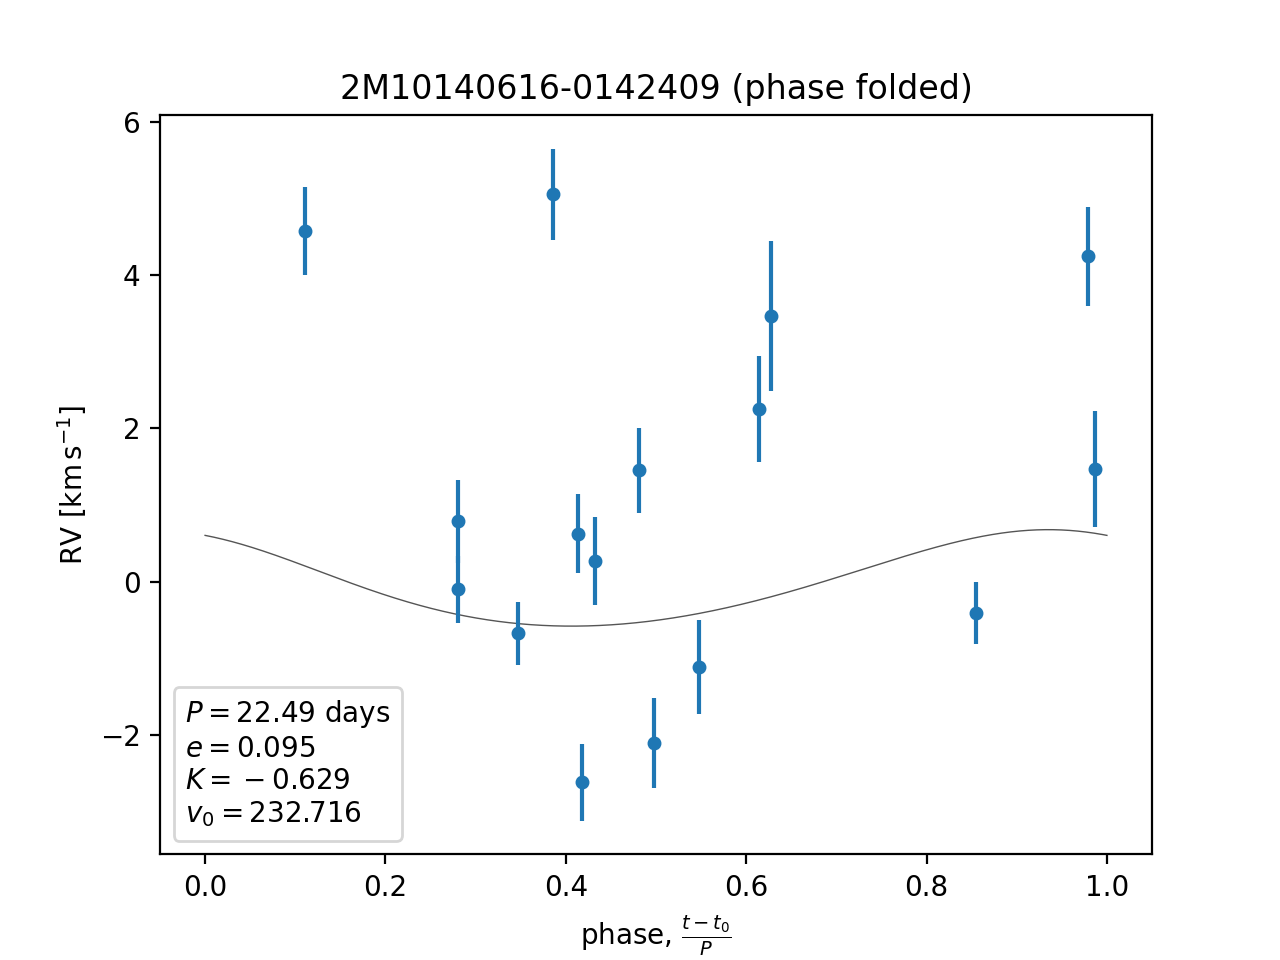 2M10140616-0142409 (phase folded)
6
4
2
0
−2
RV [km s⁻¹]
P = 22.49 days
e = 0.095
K = −0.629
v₀ = 232.716
0.0 0.2 0.4 0.6 0.8 1.0
phase, (t − t₀)/P